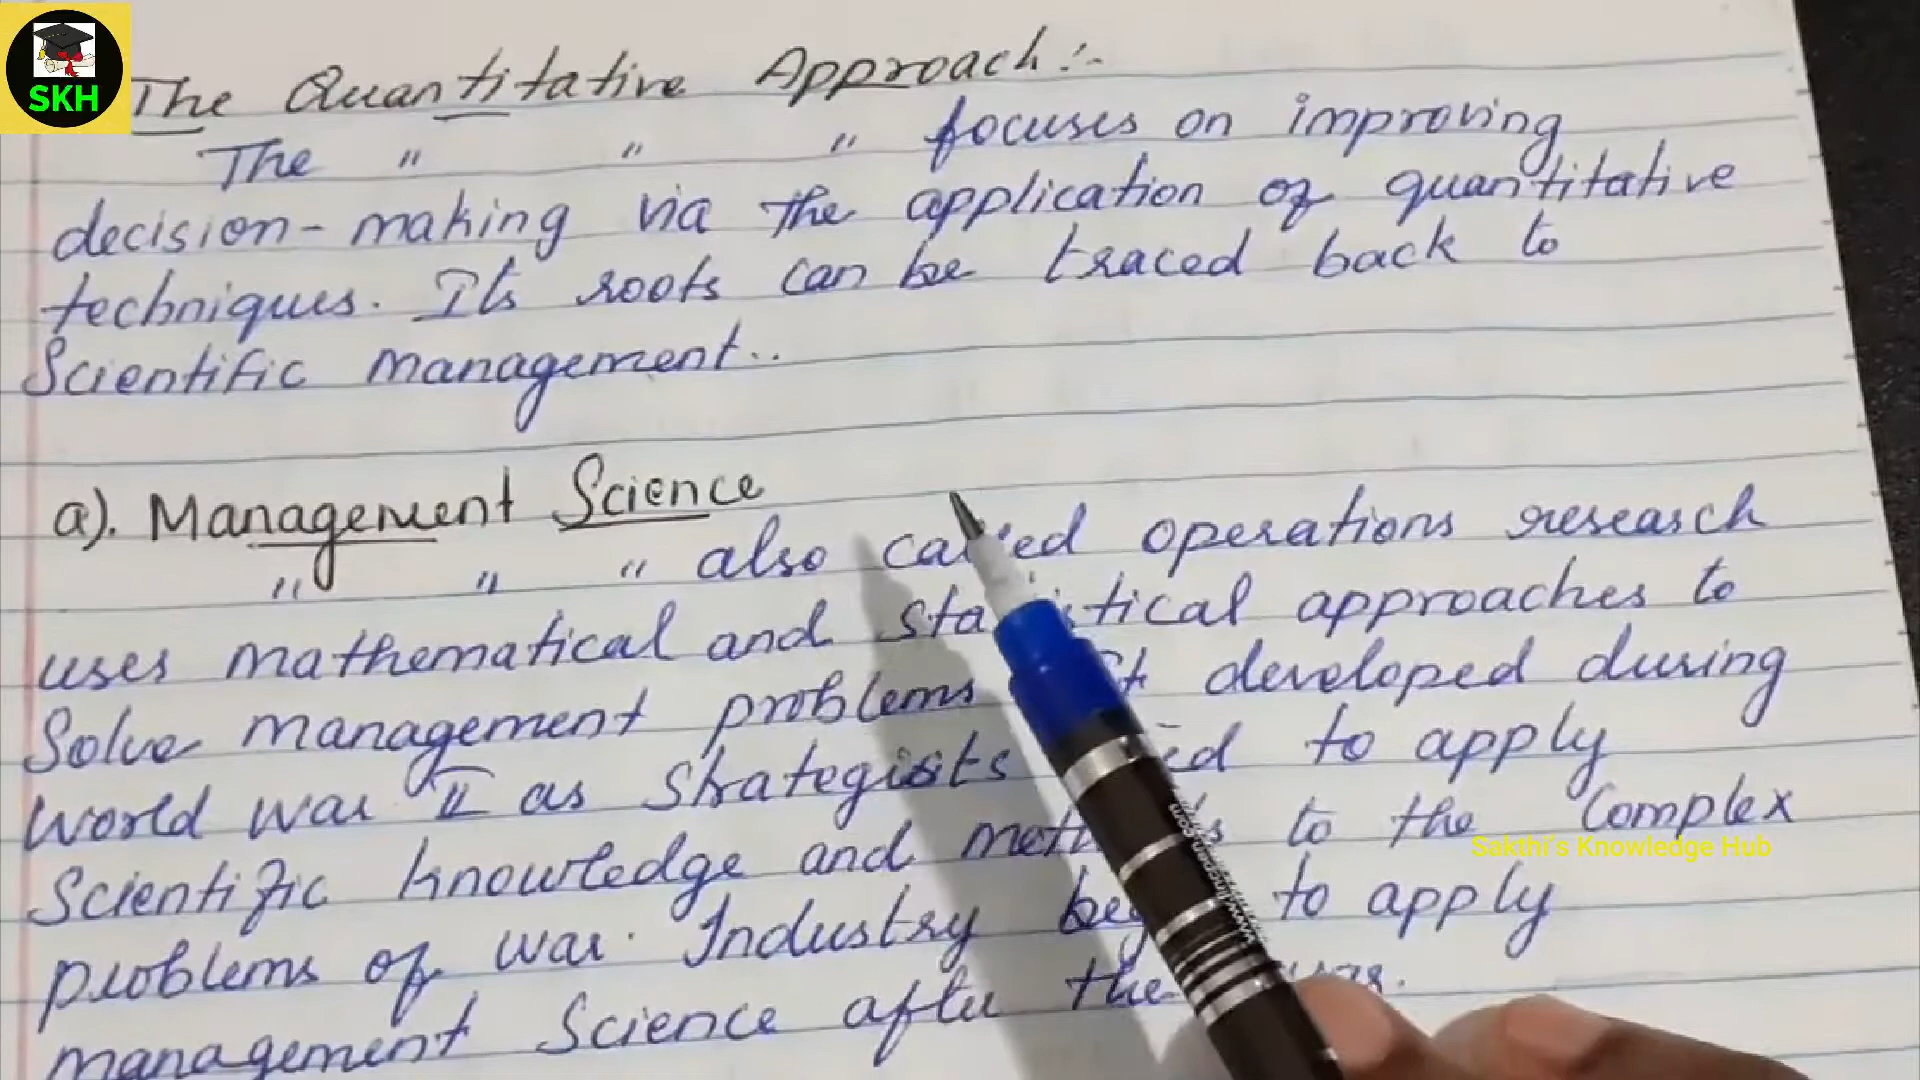 SKH
The Quantitative Approach :-
The " " " focuses on improving
decision-making via the application of quantitative
techniques. Its roots can be traced back to
Scientific management..
a). Management Science
" " " also called operations research
uses mathematical and statistical approaches to
Solve management problems It developed during
World War II as Strategists to apply
Scientific knowledge and methods to the Complex
Sakthi's Knowledge Hub
problems of war. Industry to apply
management Science after the war.